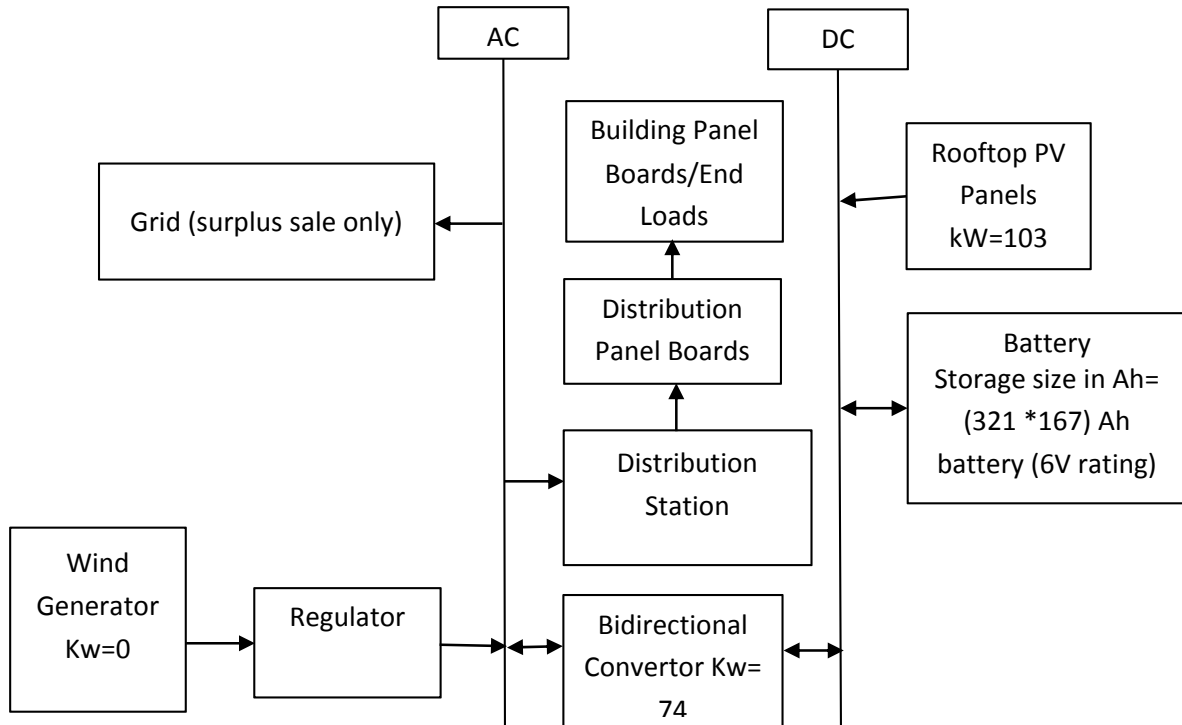 AC
DC
Building Panel
Boards/End
Loads
Rooftop PV
Panels
kW=103
Grid (surplus sale only)
Distribution
Panel Boards
Battery
Storage size in Ah=
(321 *167) Ah
battery (6V rating)
Distribution
Station
Wind
Generator
Kw=0
Regulator
Bidirectional
Convertor Kw=
74